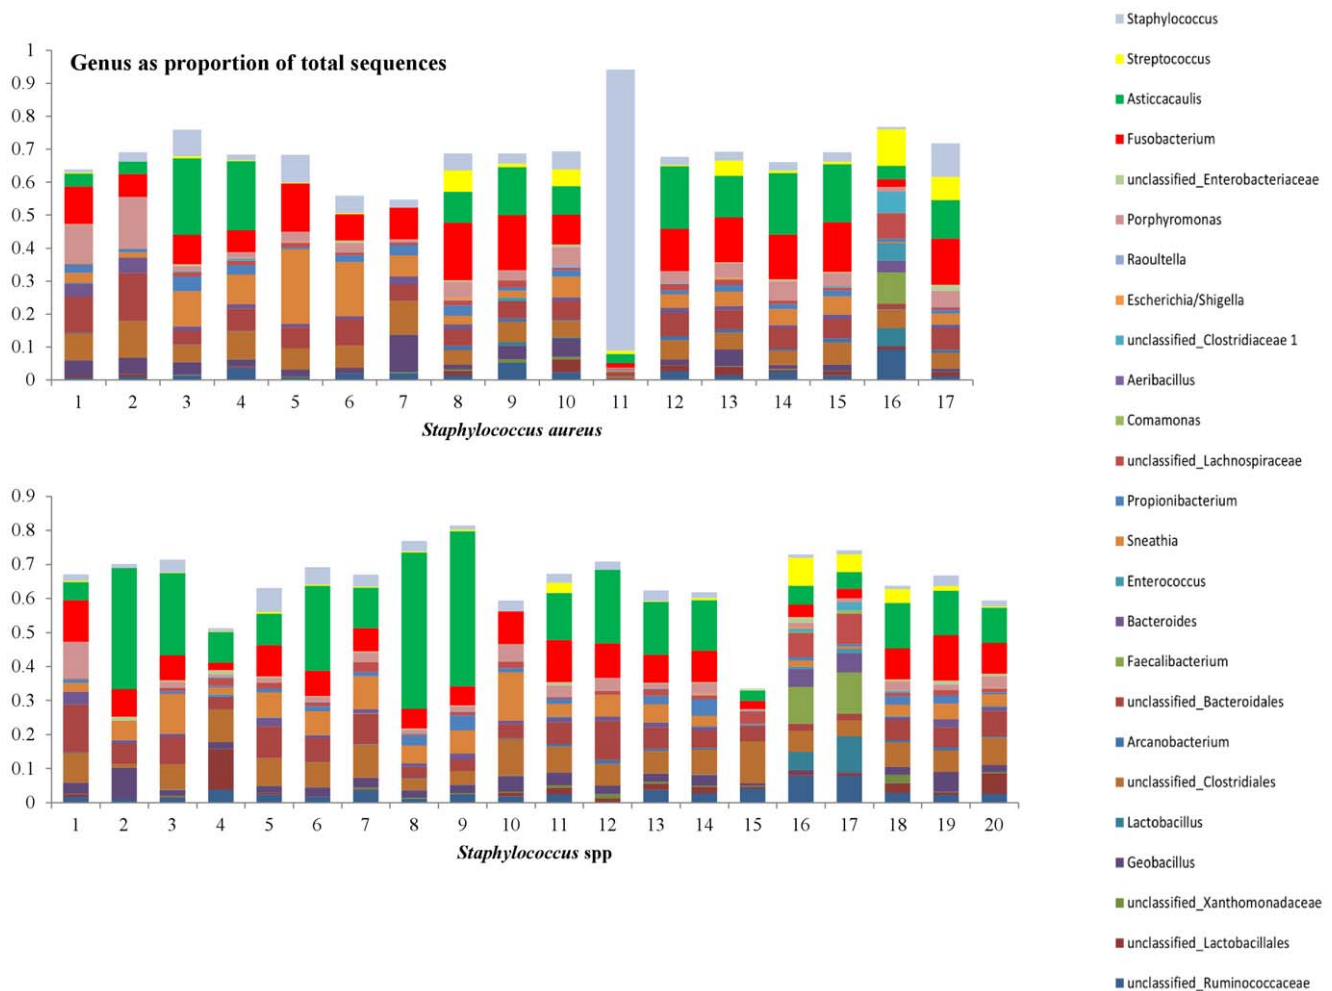 Genus as proportion of total sequences
1
0.9
0.8
0.7
0.6
0.5
0.4
0.3
0.2
0.1
0
1 2 3 4 5 6 7 8 9 10 11 12 13 14 15 16 17
Staphylococcus aureus
0.9
0.8
0.7
0.6
0.5
0.4
0.3
0.2
0.1
0
1 2 3 4 5 6 7 8 9 10 11 12 13 14 15 16 17 18 19 20
Staphylococcus spp
Staphylococcus
Streptococcus
Asticcacaulis
Fusobacterium
unclassified_Enterobacteriaceae
Porphyromonas
Raoultella
Escherichia/Shigella
unclassified_Clostridiaceae 1
Aeribacillus
Comamonas
unclassified_Lachnospiraceae
Propionibacterium
Sneathia
Enterococcus
Bacteroides
Faecalibacterium
unclassified_Bacteroidales
Arcanobacterium
unclassified_Clostridiales
Lactobacillus
Geobacillus
unclassified_Xanthomonadaceae
unclassified_Lactobacillales
unclassified_Ruminococcaceae